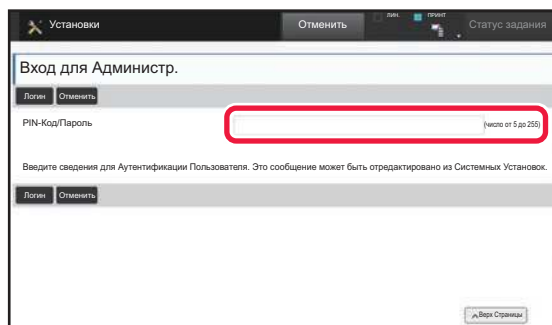 Установки
Отменить
ЛИН.
ПРИНТ
Статус задания
Вход для Администр.
Логин Отменить
PIN-Код/Пароль
(число от 5 до 255)
Введите сведения для Аутентификации Пользователя. Это сообщение может быть отредактировано из Системных Установок.
Логин Отменить
Верх Страницы